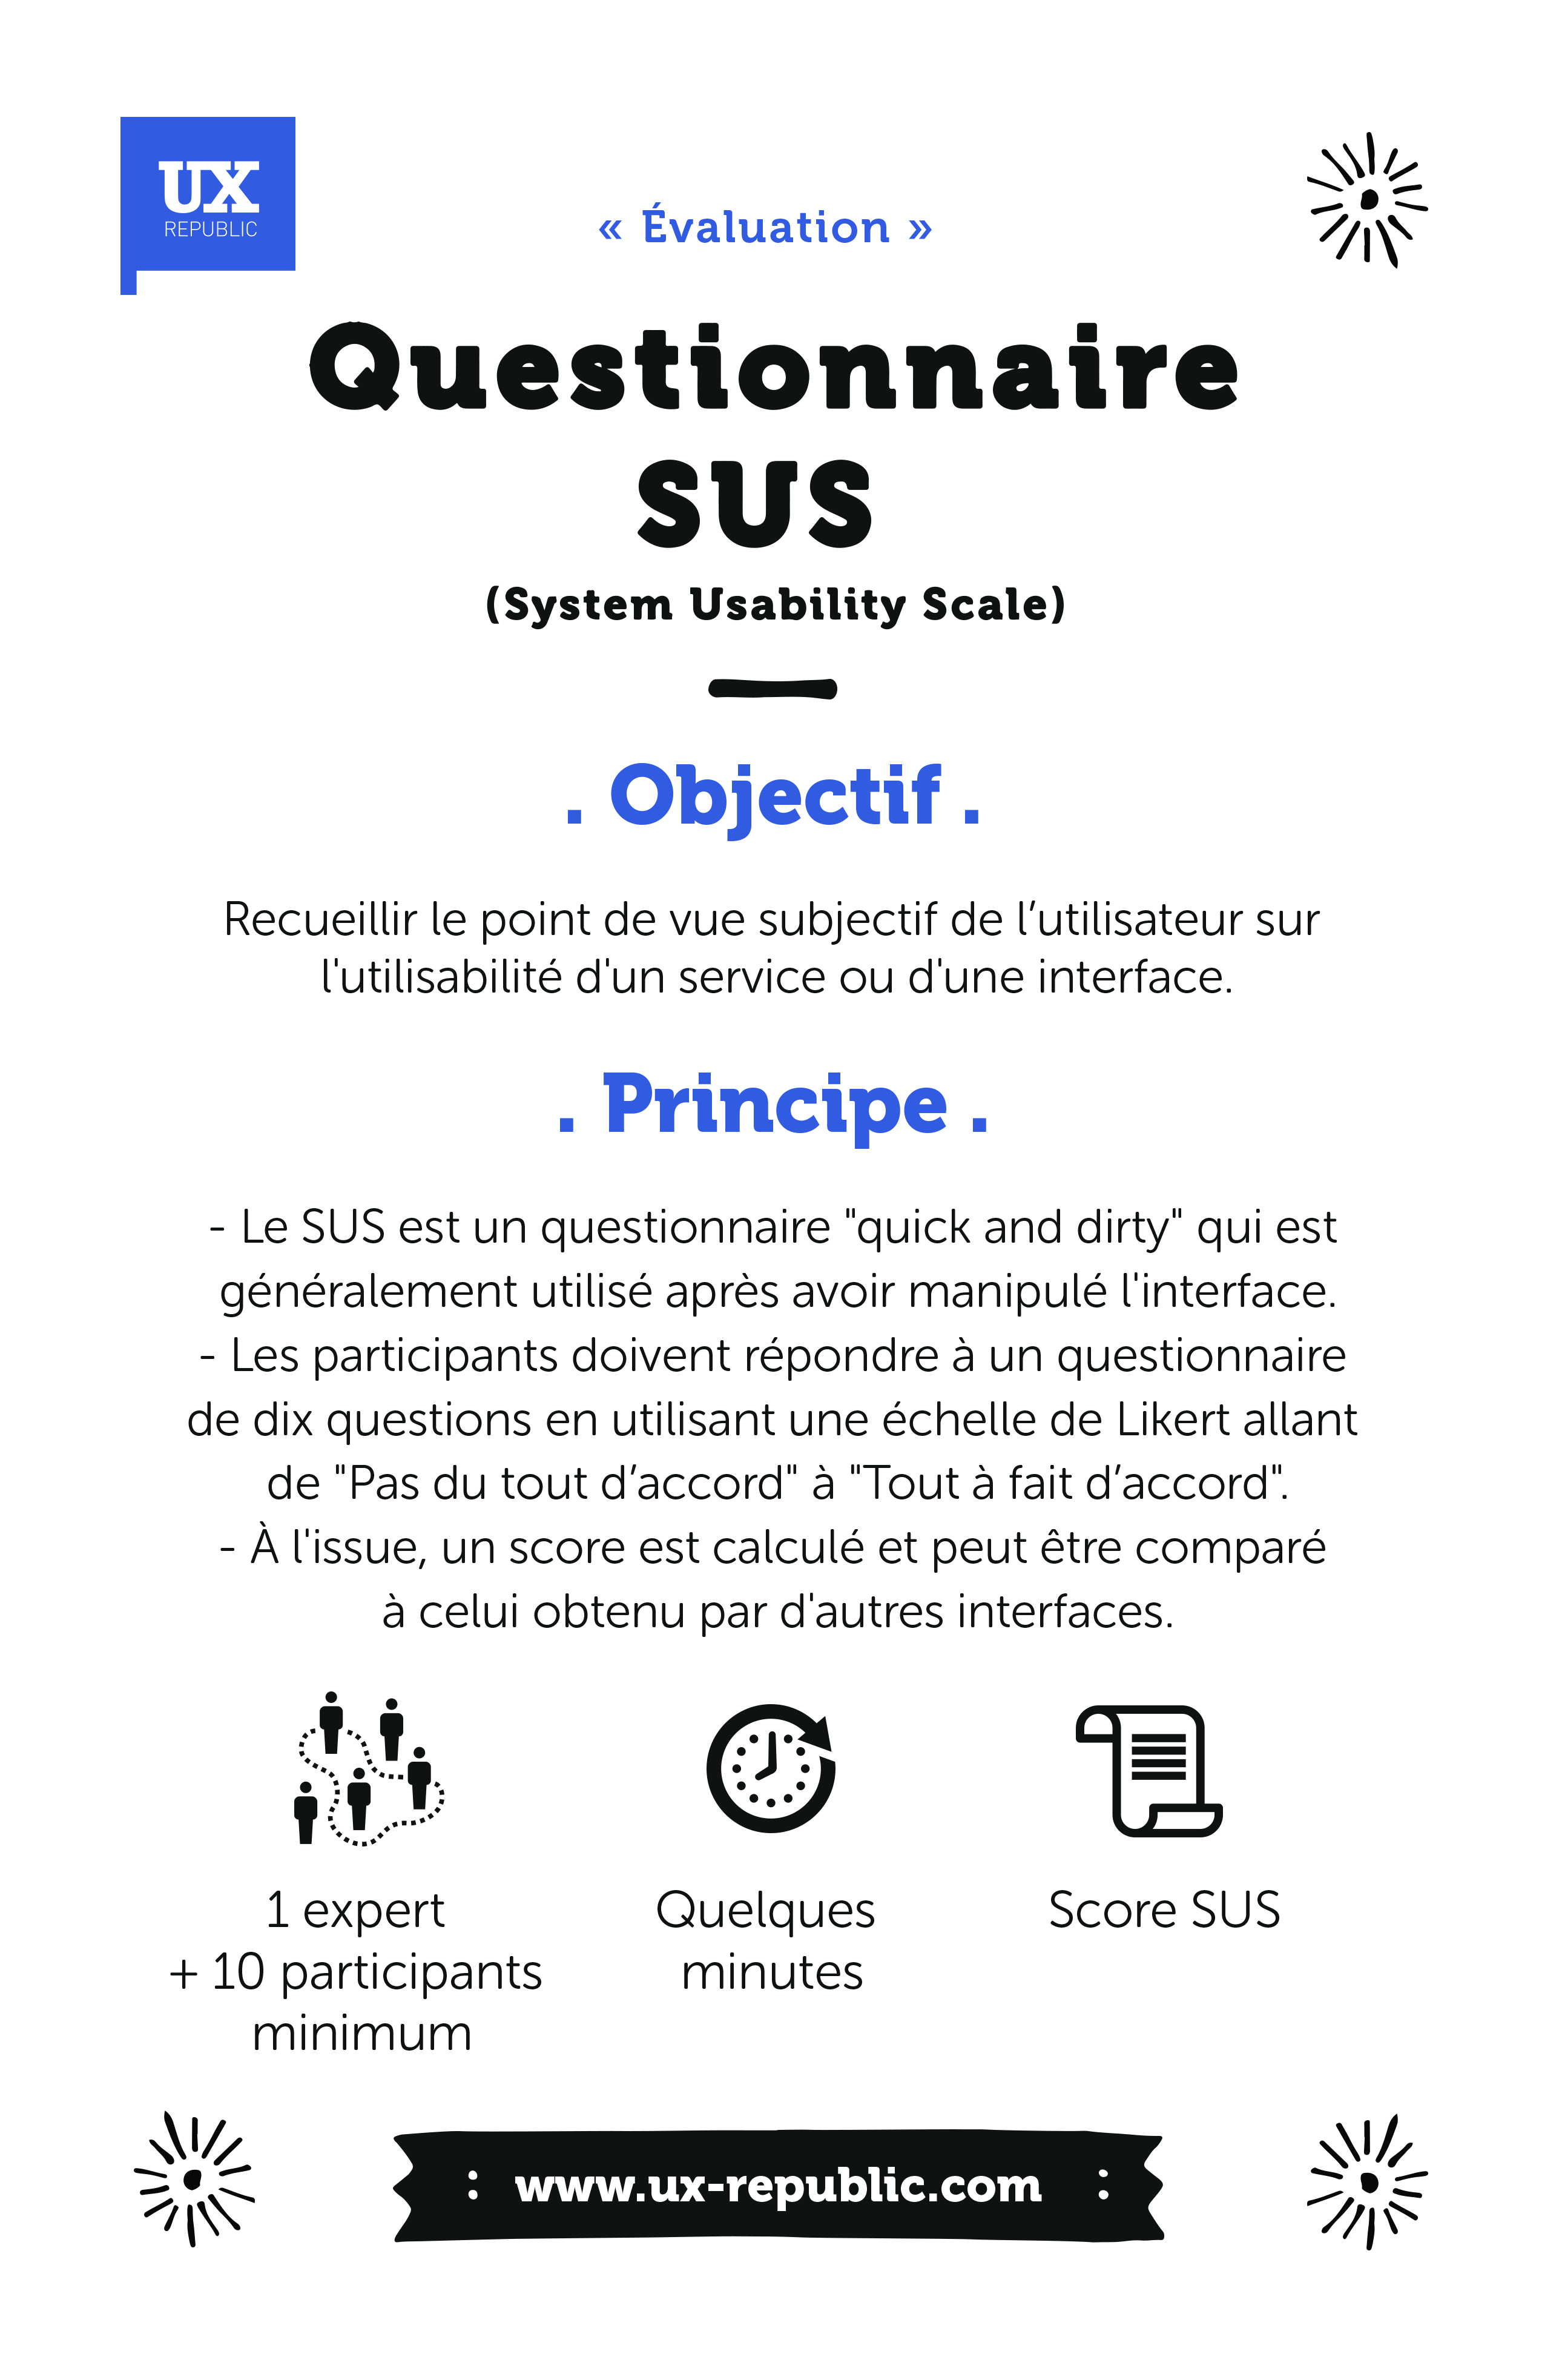 UX
REPUBLIC
« Évaluation »
Questionnaire
SUS
(System Usability Scale)
. Objectif .
Recueillir le point de vue subjectif de l’utilisateur sur
l'utilisabilité d'un service ou d'une interface.
. Principe .
- Le SUS est un questionnaire "quick and dirty" qui est
généralement utilisé après avoir manipulé l'interface.
- Les participants doivent répondre à un questionnaire
de dix questions en utilisant une échelle de Likert allant
de "Pas du tout d’accord" à "Tout à fait d’accord".
- À l'issue, un score est calculé et peut être comparé
à celui obtenu par d'autres interfaces.
1 expert
+ 10 participants
minimum
Quelques
minutes
Score SUS
: www.ux-republic.com :